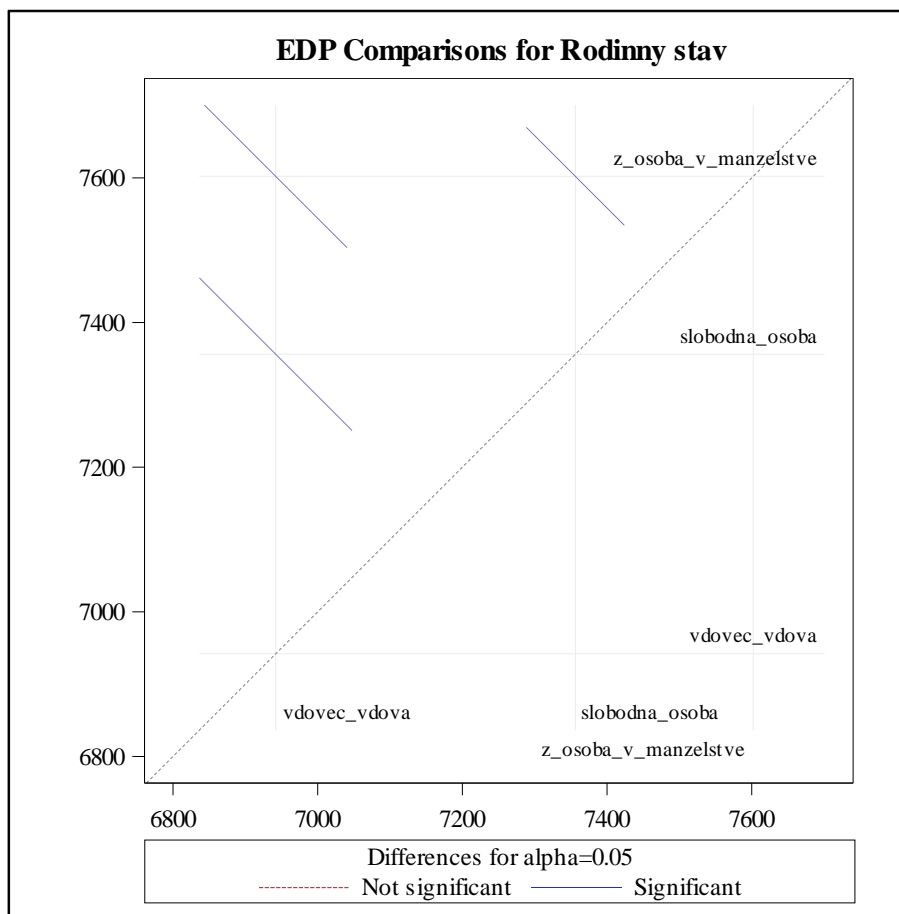 EDP Comparisons for Rodinny stav
z_osoba_v_manzelstve
7600
slobodna_osoba
7400
7200
7000
vdovec_vdova
vdovec_vdova slobodna_osoba
z_osoba_v_manzelstve
6800
6800 7000 7200 7400 7600
Differences for alpha=0.05
Not significant Significant